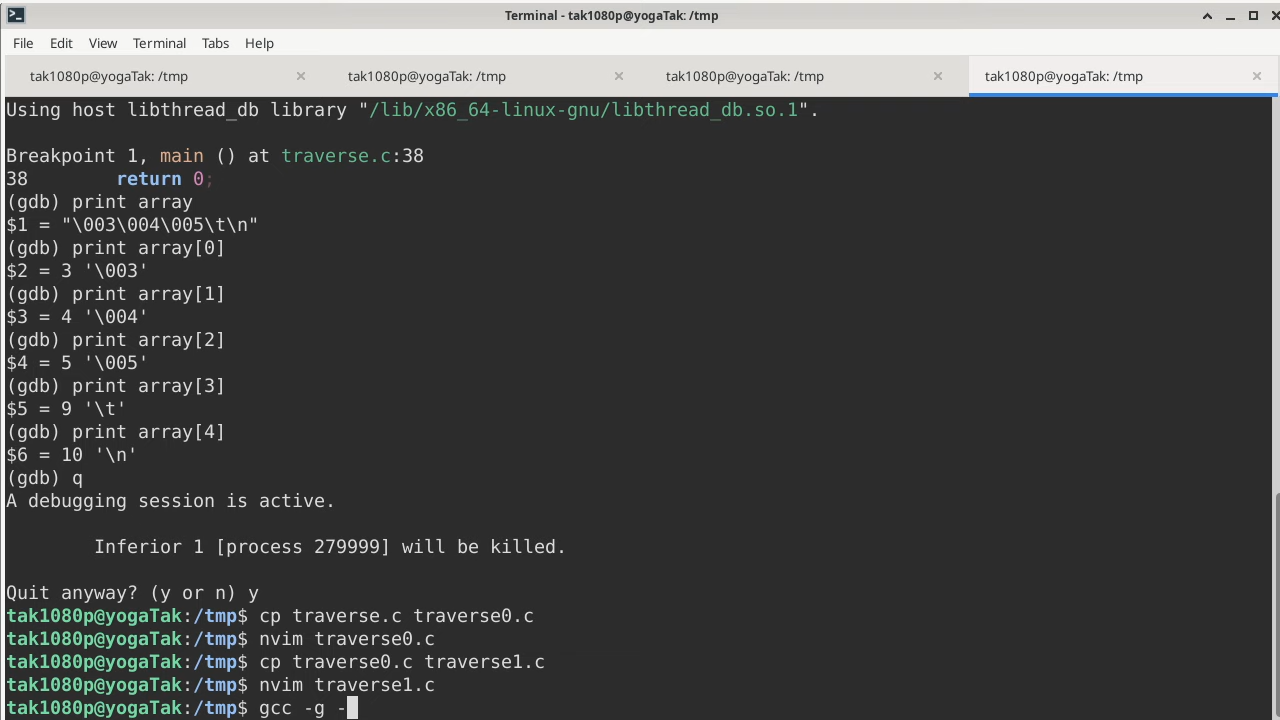 Terminal - tak1080p@yogaTak: /tmp
File Edit View Terminal Tabs Help
tak1080p@yogaTak: /tmp × tak1080p@yogaTak: /tmp × tak1080p@yogaTak: /tmp × tak1080p@yogaTak: /tmp ×
Using host libthread_db library "/lib/x86_64-linux-gnu/libthread_db.so.1".
Breakpoint 1, main () at traverse.c:38
38        return 0;
(gdb) print array
$1 = "\003\004\005\t\n"
(gdb) print array[0]
$2 = 3 '\003'
(gdb) print array[1]
$3 = 4 '\004'
(gdb) print array[2]
$4 = 5 '\005'
(gdb) print array[3]
$5 = 9 '\t'
(gdb) print array[4]
$6 = 10 '\n'
(gdb) q
A debugging session is active.
        Inferior 1 [process 279999] will be killed.
Quit anyway? (y or n) y
tak1080p@yogaTak:/tmp$ cp traverse.c traverse0.c
tak1080p@yogaTak:/tmp$ nvim traverse0.c
tak1080p@yogaTak:/tmp$ cp traverse0.c traverse1.c
tak1080p@yogaTak:/tmp$ nvim traverse1.c
tak1080p@yogaTak:/tmp$ gcc -g -